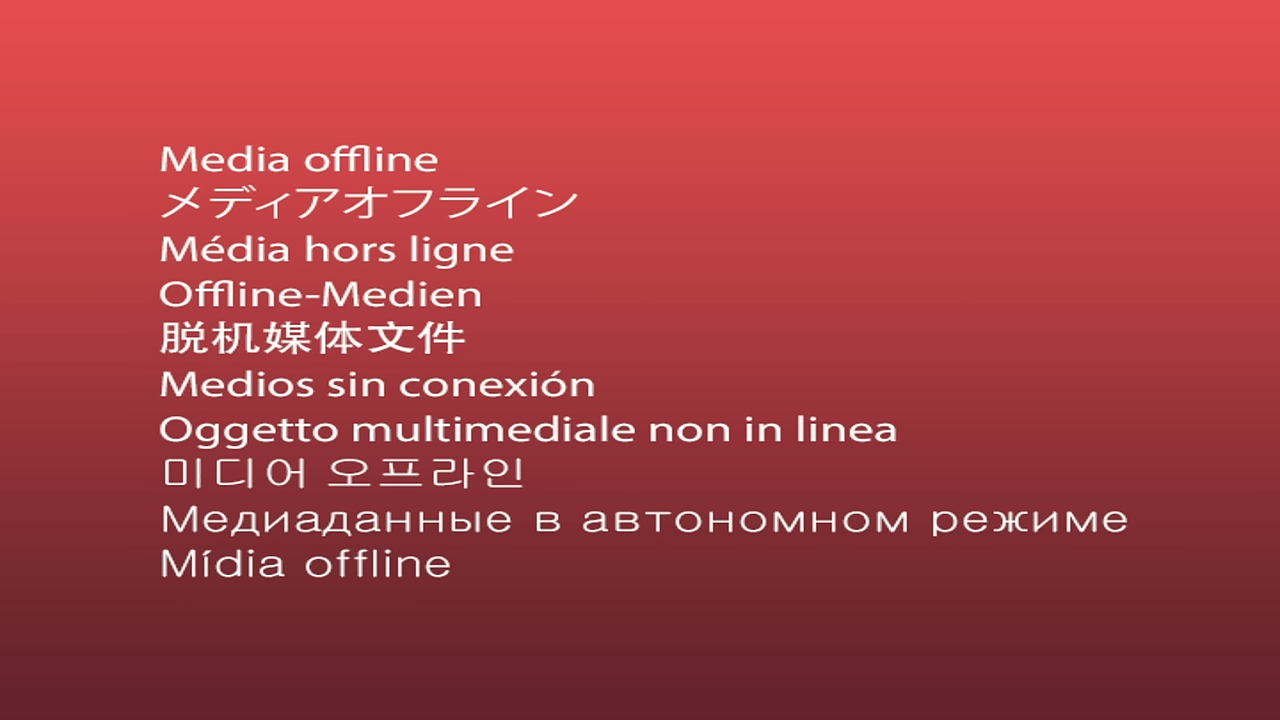 Media offline
メディアオフライン
Média hors ligne
Offline-Medien
脱机媒体文件
Medios sin conexión
Oggetto multimediale non in linea
미디어 오프라인
Медиаданные в автономном режиме
Mídia offline